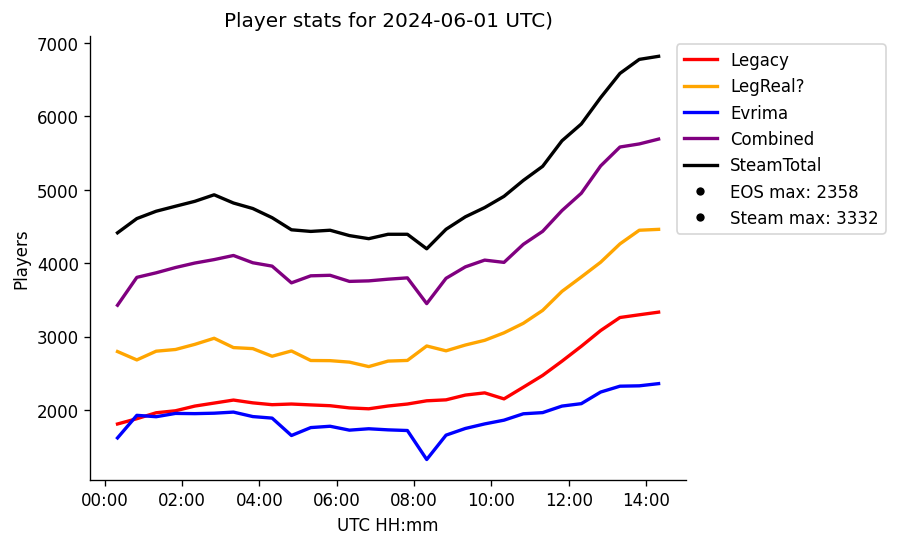 Player stats for 2024-06-01 UTC)
7000
6000
5000
4000
3000
2000
Players
00:00 02:00 04:00 06:00 08:00 10:00 12:00 14:00
UTC HH:mm
Legacy
LegReal?
Evrima
Combined
SteamTotal
EOS max: 2358
Steam max: 3332